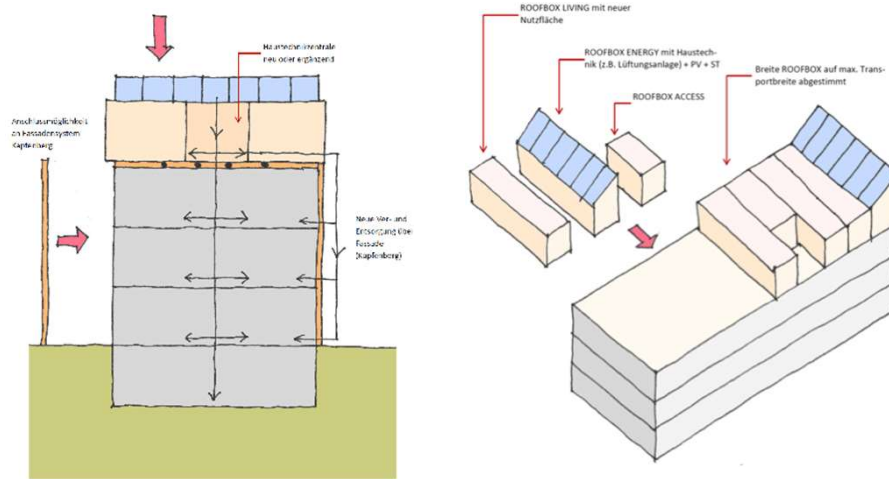 Haustechnikzentrale
neu oder ergänzend
Anschlussmöglichkeit
an Fassadensystem
Kapfenberg
Neue Ver- und
Entsorgung über
Fassade
(Kapfenberg)
ROOFBOX LIVING mit neuer
Nutzfläche
ROOFBOX ENERGY mit Haustech-
nik (z.B. Lüftungsanlage) + PV + ST
ROOFBOX ACCESS
Breite ROOFBOX auf max. Trans-
portbreite abgestimmt